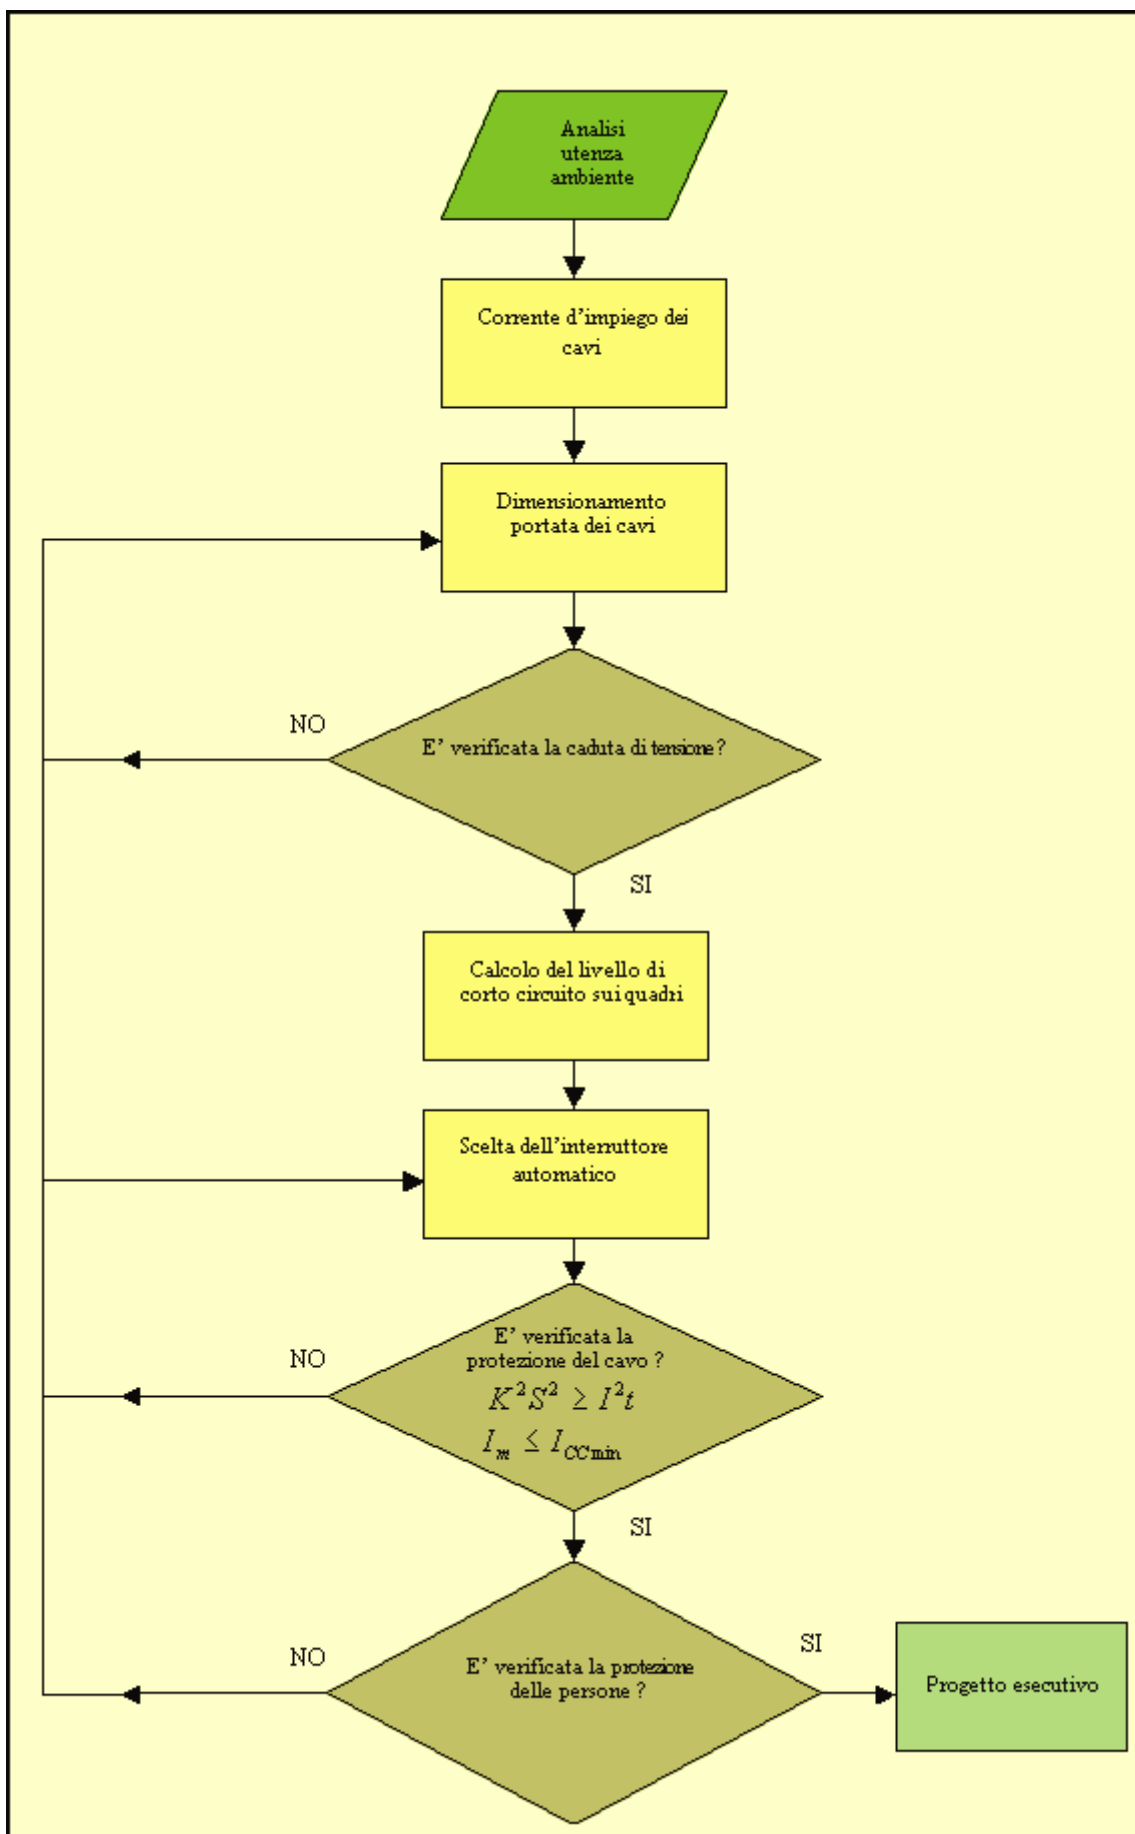 Analisi
utenza
ambiente
Corrente d'impiego dei
cavi
Dimensionamento
portata dei cavi
NO
E' verificata la caduta di tensione?
SI
Calcolo del livello di
corto circuito sui quadri
Scelta dell'interruttore
automatico
NO
E' verificata la
protezione del cavo ?
K²S² ≥ I²t
Iₘ ≤ I_CCmin
SI
NO
E' verificata la protezione
delle persone ?
SI
Progetto esecutivo